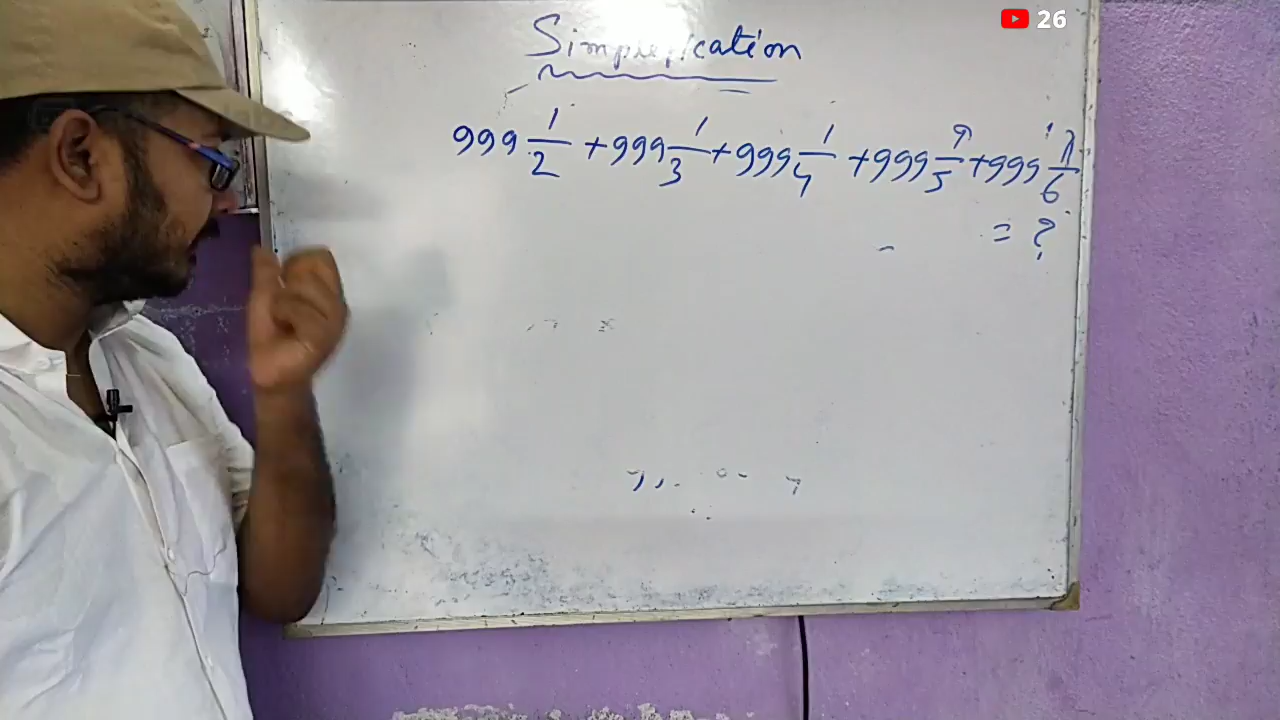 26
Simplification
999 1/2 + 999 1/3 + 999 1/4 + 999 1/5 + 999 1/6
= ?